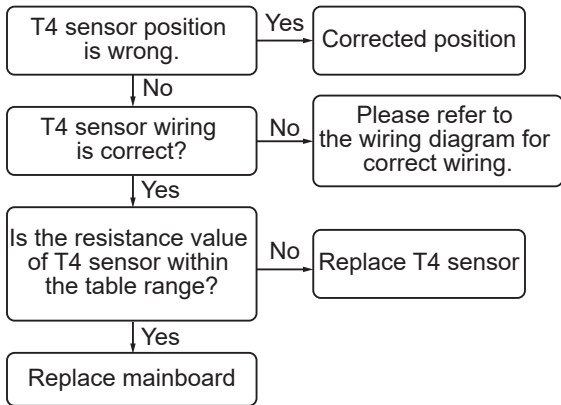 T4 sensor position
is wrong.
Yes
Corrected position
No
T4 sensor wiring
is correct?
No
Please refer to
the wiring diagram for
correct wiring.
Yes
Is the resistance value
of T4 sensor within
the table range?
No
Replace T4 sensor
Yes
Replace mainboard